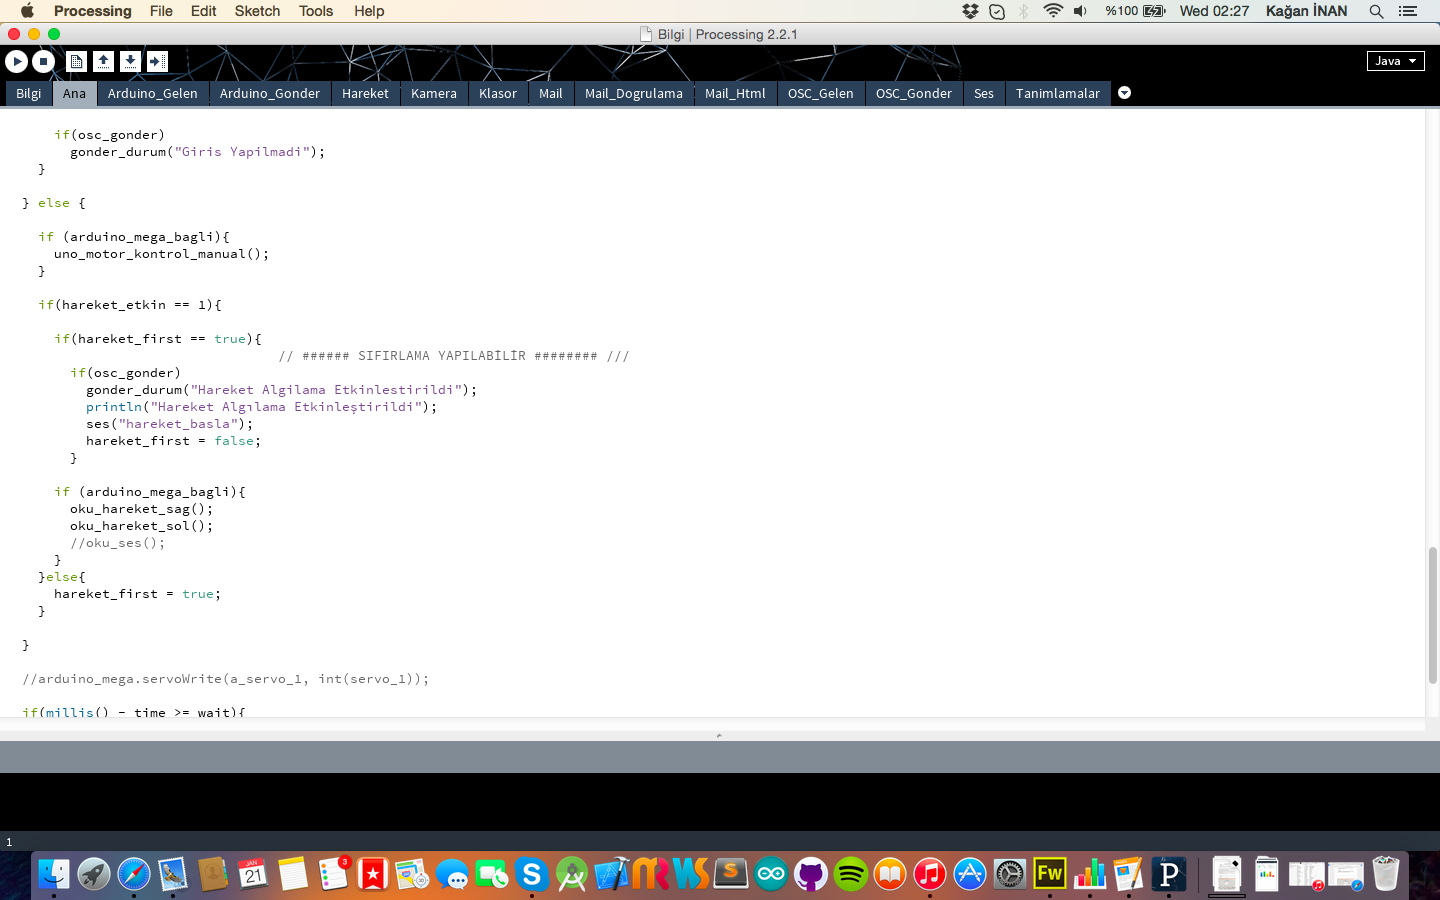 Processing File Edit Sketch Tools Help %100 Wed 02:27 Kağan İNAN
Bilgi | Processing 2.2.1
Java
Bilgi Ana Arduino_Gelen Arduino_Gonder Hareket Kamera Klasor Mail Mail_Dogrulama Mail_Html OSC_Gelen OSC_Gonder Ses Tanimlamalar
if(osc_gonder)
gonder_durum("Giris Yapilmadi");
}
} else {
if (arduino_mega_bagli){
uno_motor_kontrol_manual();
}
if(hareket_etkin == 1){
if(hareket_first == true){
// ###### SIFIRLAMA YAPILABİLİR ######## ///
if(osc_gonder)
gonder_durum("Hareket Algilama Etkinlestirildi");
println("Hareket Algılama Etkinleştirildi");
ses("hareket_basla");
hareket_first = false;
}
if (arduino_mega_bagli){
oku_hareket_sag();
oku_hareket_sol();
//oku_ses();
}
}else{
hareket_first = true;
}
}
//arduino_mega.servoWrite(a_servo_1, int(servo_1));
if(millis() - time >= wait){
1
JAN
21
3
Fw
P